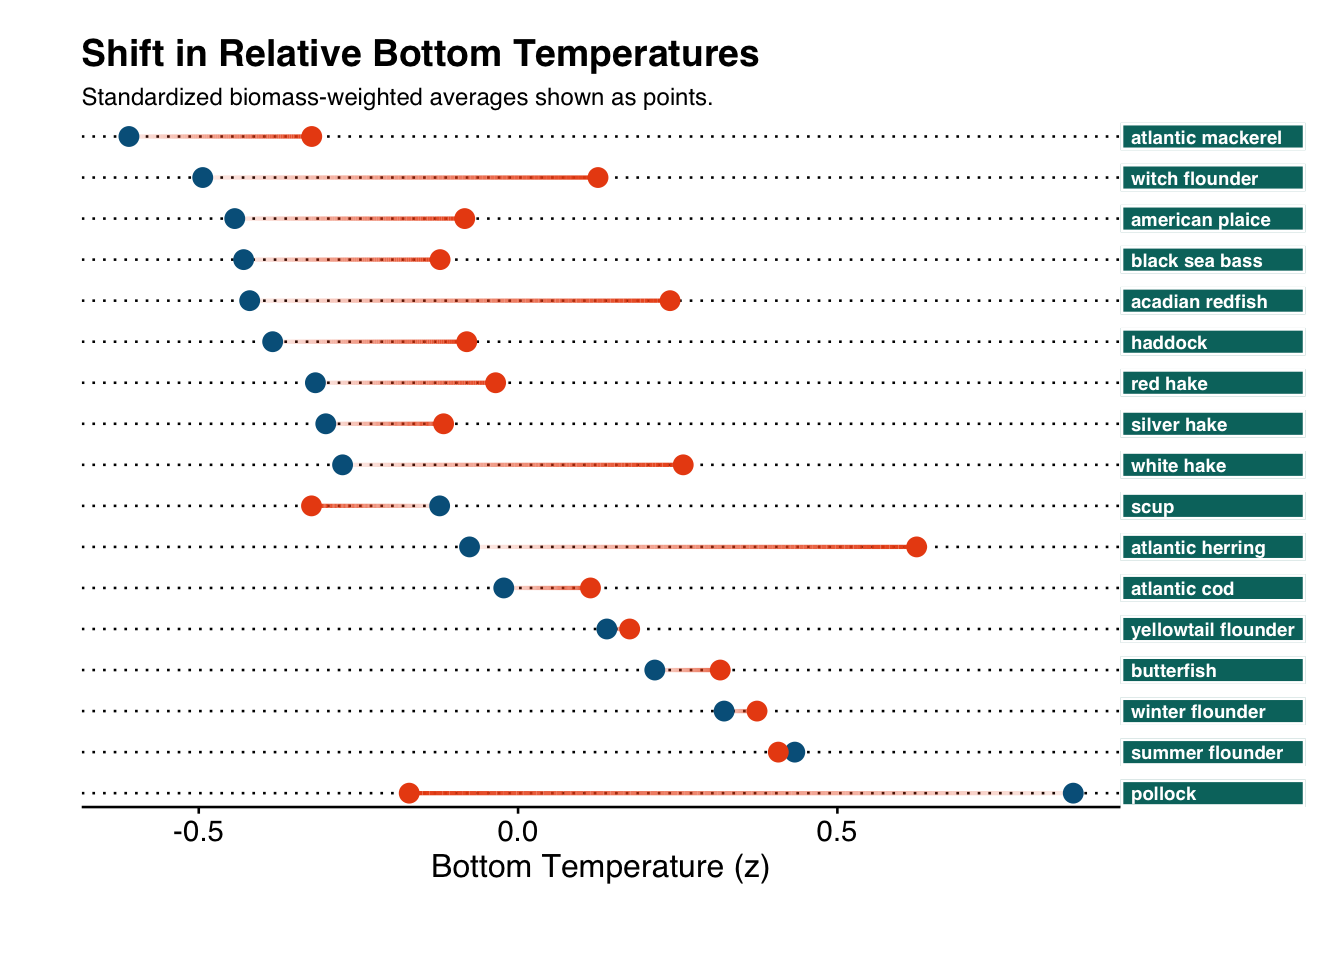 Shift in Relative Bottom Temperatures
Standardized biomass-weighted averages shown as points.
atlantic mackerel
witch flounder
american plaice
black sea bass
acadian redfish
haddock
red hake
silver hake
white hake
scup
atlantic herring
atlantic cod
yellowtail flounder
butterfish
winter flounder
summer flounder
pollock
-0.5 0.0 0.5
Bottom Temperature (z)